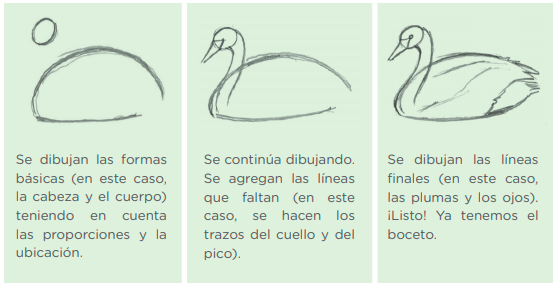 Se dibujan las formas
básicas (en este caso,
la cabeza y el cuerpo)
teniendo en cuenta
las proporciones y la
ubicación.
Se continúa dibujando.
Se agregan las líneas
que faltan (en este
caso, se hacen los
trazos del cuello y del
pico).
Se dibujan las líneas
finales (en este caso,
las plumas y los ojos).
¡Listo! Ya tenemos el
boceto.